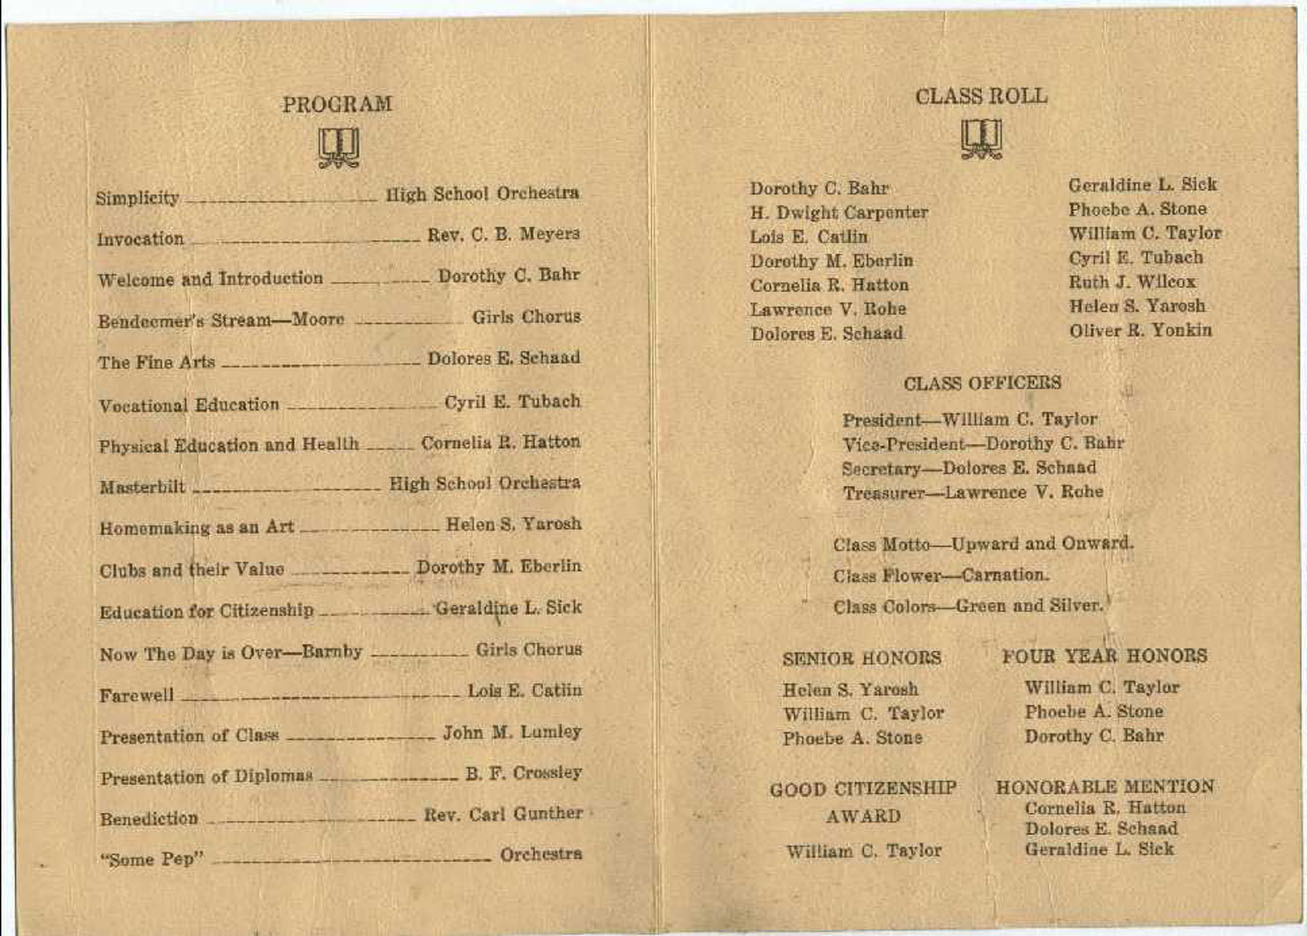 PROGRAM
Simplicity High School Orchestra
Invocation Rev. C. B. Meyers
Welcome and Introduction Dorothy C. Bahr
Bendeemer's Stream—Moore Girls Chorus
The Fine Arts Dolores E. Schaad
Vocational Education Cyril E. Tubach
Physical Education and Health Cornelia R. Hatton
Masterbilt High School Orchestra
Homemaking as an Art Helen S. Yarosh
Clubs and their Value Dorothy M. Eberlin
Education for Citizenship Geraldine L. Sick
Now The Day is Over—Barnby Girls Chorus
Farewell Lois E. Catlin
Presentation of Class John M. Lumley
Presentation of Diplomas B. F. Crossley
Benediction Rev. Carl Gunther
"Some Pep" Orchestra
CLASS ROLL
Dorothy C. Bahr
H. Dwight Carpenter
Lois E. Catlin
Dorothy M. Eberlin
Cornelia R. Hatton
Lawrence V. Rohe
Dolores E. Schaad
Geraldine L. Sick
Phoebe A. Stone
William C. Taylor
Cyril E. Tubach
Ruth J. Wilcox
Helen S. Yarosh
Oliver R. Yonkin
CLASS OFFICERS
President—William C. Taylor
Vice-President—Dorothy C. Bahr
Secretary—Dolores E. Schaad
Treasurer—Lawrence V. Rohe
Class Motto—Upward and Onward.
Class Flower—Carnation.
Class Colors—Green and Silver.
SENIOR HONORS
Helen S. Yarosh
William C. Taylor
Phoebe A. Stone
FOUR YEAR HONORS
William C. Taylor
Phoebe A. Stone
Dorothy C. Bahr
GOOD CITIZENSHIP
AWARD
William C. Taylor
HONORABLE MENTION
Cornelia R. Hatton
Dolores E. Schaad
Geraldine L. Sick